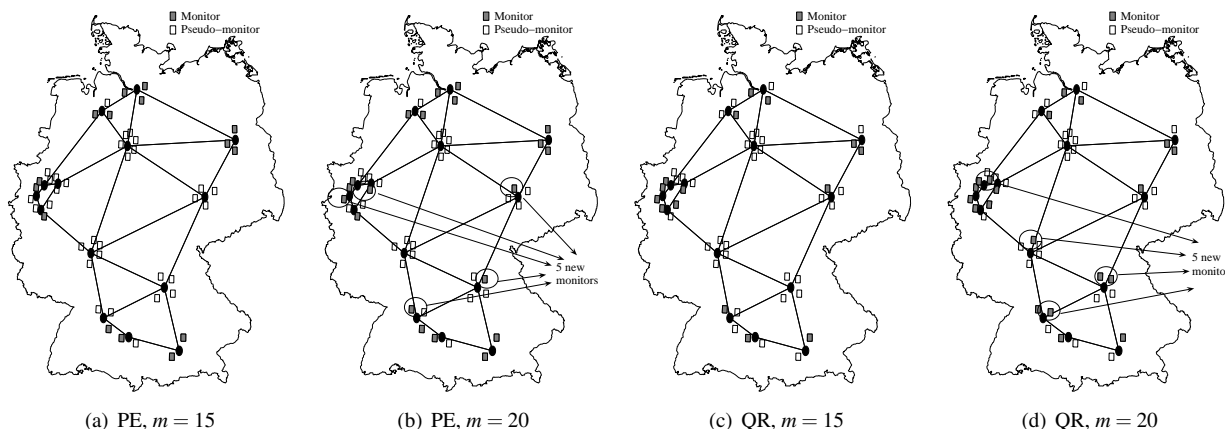 Monitor
Pseudo−monitor
Monitor
Pseudo−monitor
Monitor
Pseudo−monitor
Monitor
Pseudo−monitor
5 new
monitors
5 new
monito
(a) PE, m = 15
(b) PE, m = 20
(c) QR, m = 15
(d) QR, m = 20